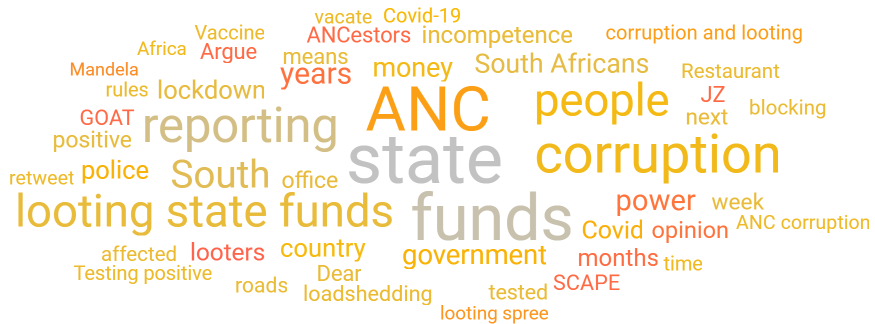 vacate Covid-19
Vaccine ANCestors incompetence corruption and looting
Africa Argue means South Africans
Mandela years money Restaurant
rules lockdown ANC people JZ blocking
GOAT reporting next
positive state corruption
retweet police South office
looting state funds funds power week
Covid opinion ANC corruption
affected looters country government months time
Testing positive Dear SCAPE
roads loadshedding tested
looting spree